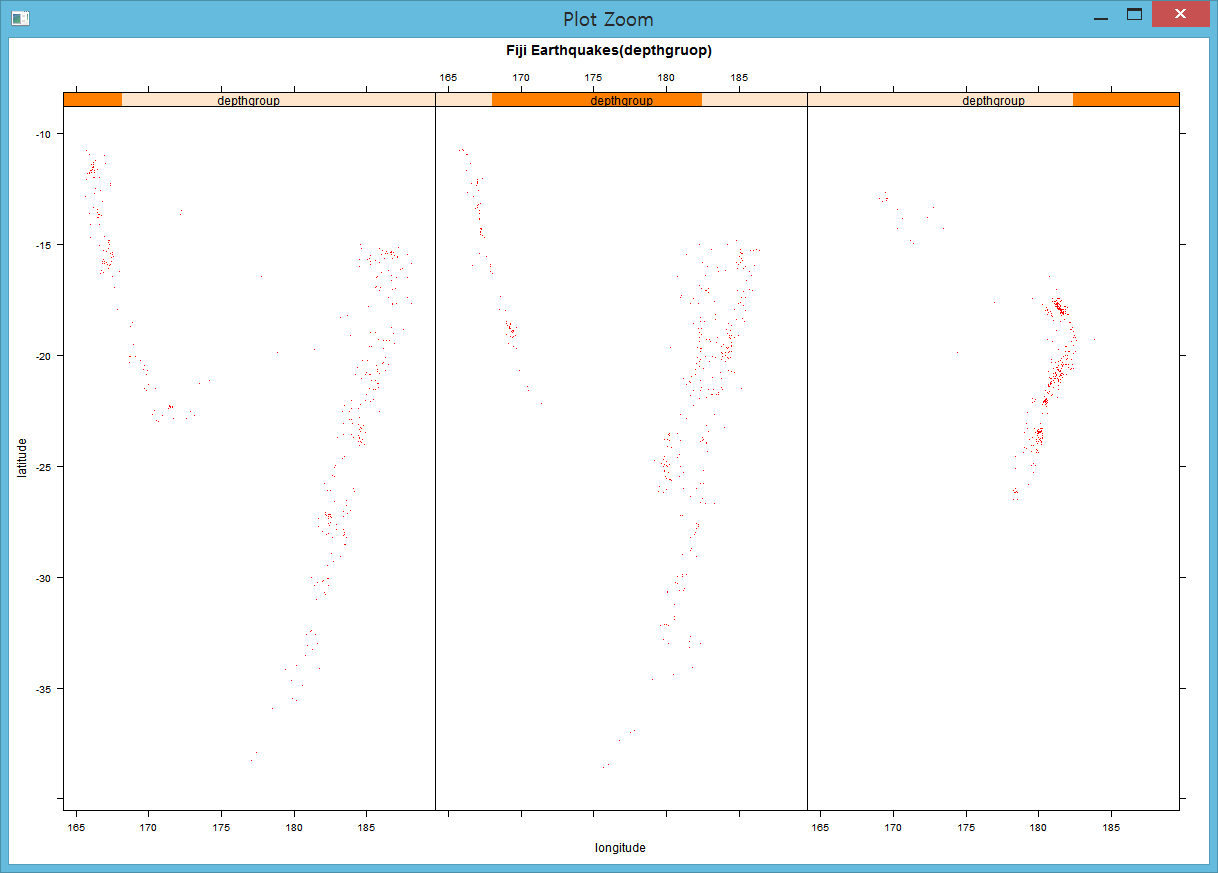 Plot Zoom
Fiji Earthquakes(depthgruop)
165 170 175 180 185
depthgroup depthgroup depthgroup
-10
-15
-20
-25
-30
-35
latitude
165 170 175 180 185 165 170 175 180 185
longitude